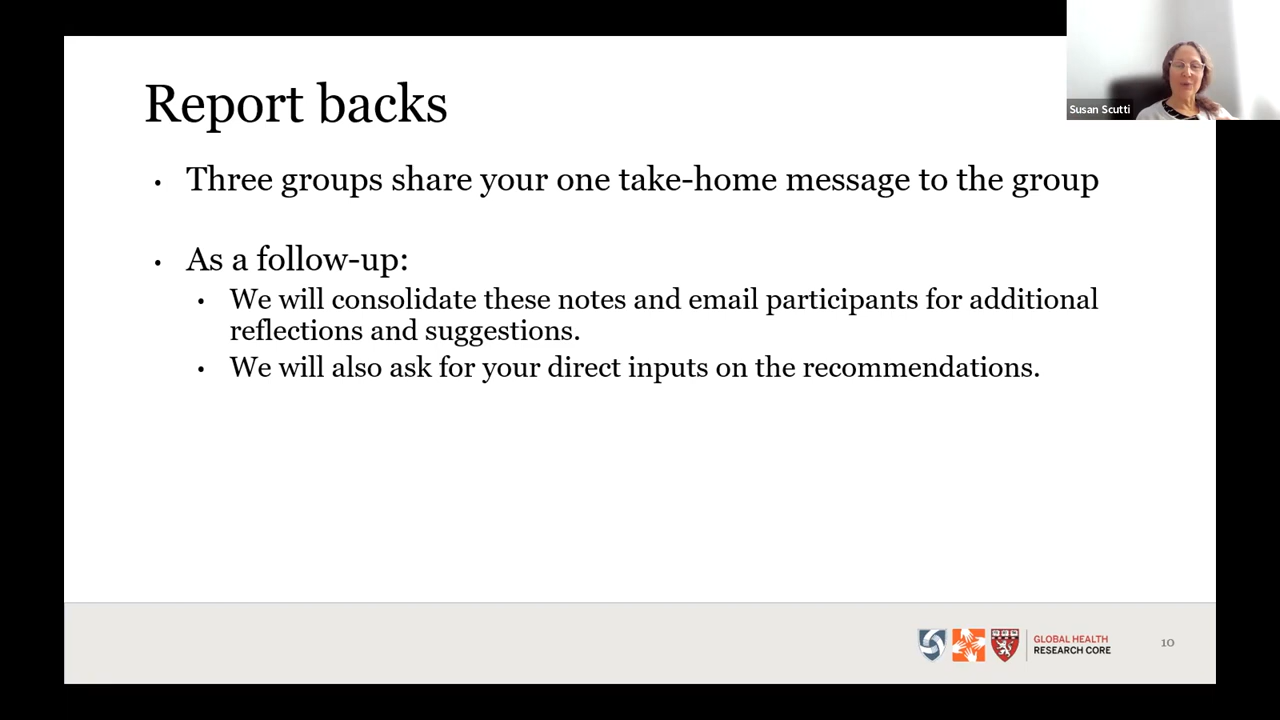 Report backs
Susan Scutti
• Three groups share your one take-home message to the group
• As a follow-up:
• We will consolidate these notes and email participants for additional
reflections and suggestions.
• We will also ask for your direct inputs on the recommendations.
GLOBAL HEALTH
RESEARCH CORE
10